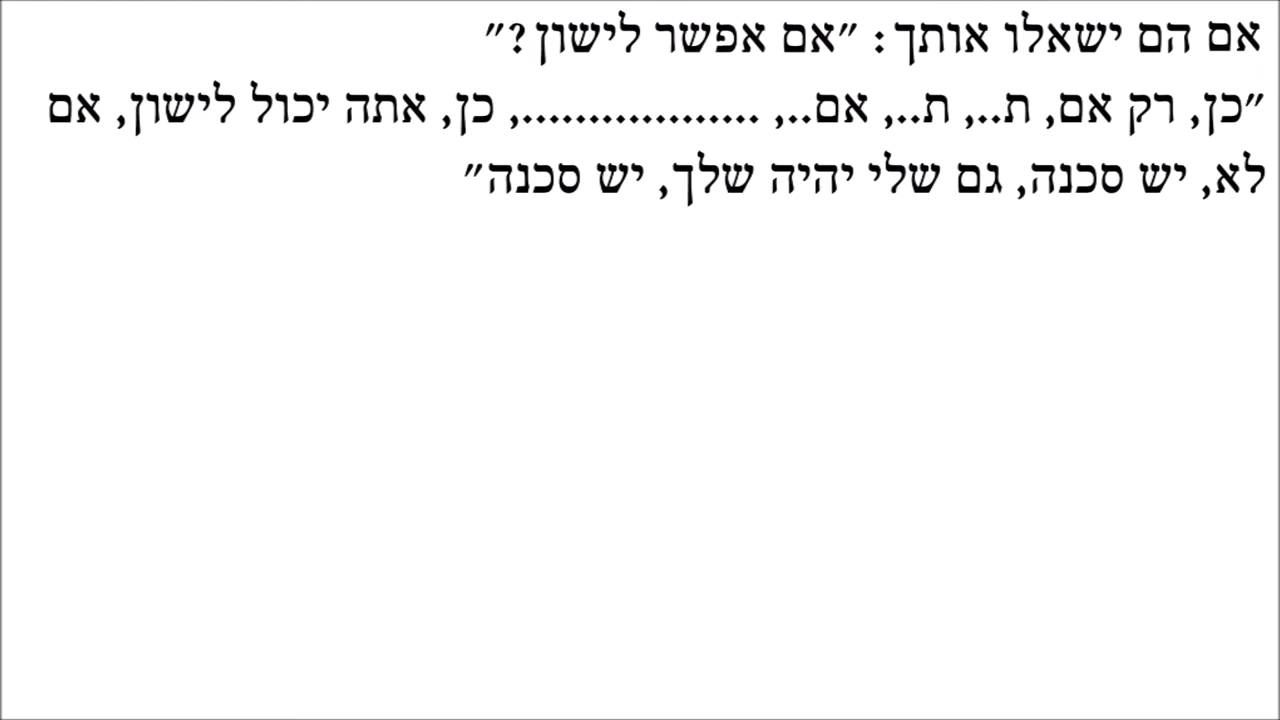 אם הם ישאלו אותך: "אם אפשר לישון?"
"כן, רק אם, ת.., ת.., אם.., .................., כן, אתה יכול לישון, אם
לא, יש סכנה, גם שלי יהיה שלך, יש סכנה"